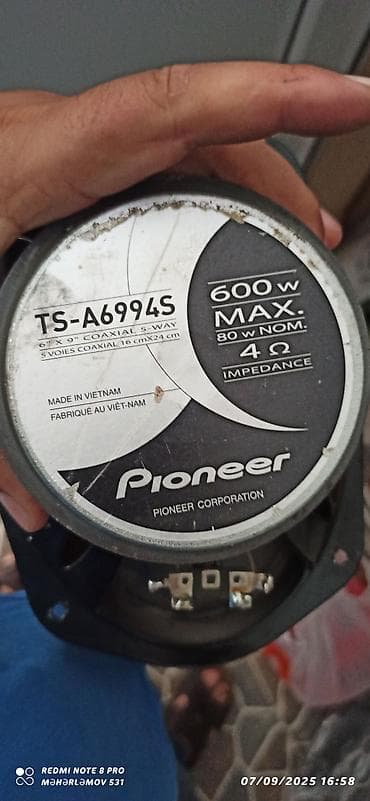 TS-A6994S
6" X 9" COAXIAL 5-WAY
5 VOIES COAXIAL 16 cmX24 cm
600 W
MAX.
80 W NOM.
4 Ω
IMPEDANCE
MADE IN VIETNAM
FABRIQUÉ AU VIÊT-NAM
Pioneer
PIONEER CORPORATION
REDMI NOTE 8 PRO
MƏHƏRLƏMOV 531
07/09/2025 16:58